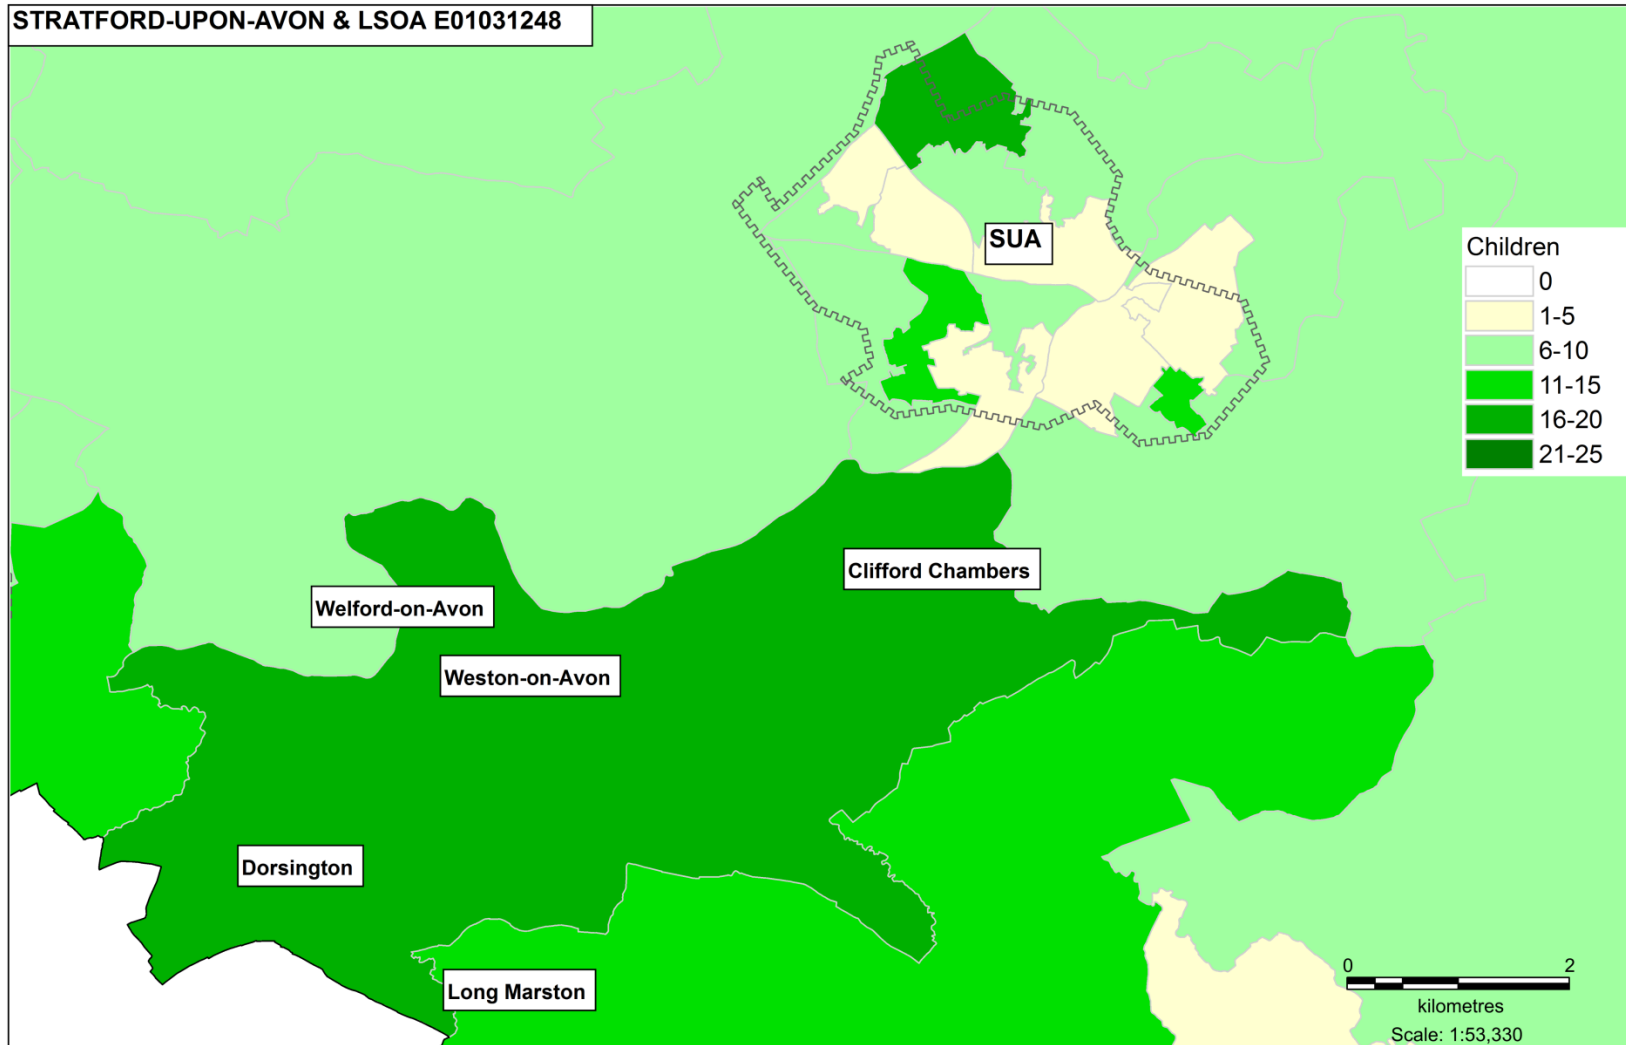 STRATFORD-UPON-AVON & LSOA E01031248
SUA
Children
0
1-5
6-10
11-15
16-20
21-25
Clifford Chambers
Welford-on-Avon
Weston-on-Avon
Dorsington
Long Marston
0 2
kilometres
Scale: 1:53,330